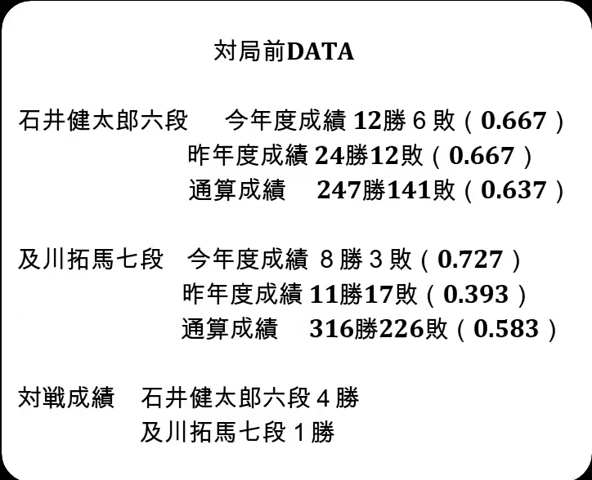 対局前DATA
石井健太郎六段 今年度成績 12勝６敗（0.667）
昨年度成績 24勝12敗（0.667）
通算成績 247勝141敗（0.637）
及川拓馬七段 今年度成績 ８勝３敗（0.727）
昨年度成績 11勝17敗（0.393）
通算成績 316勝226敗（0.583）
対戦成績 石井健太郎六段４勝
及川拓馬七段１勝